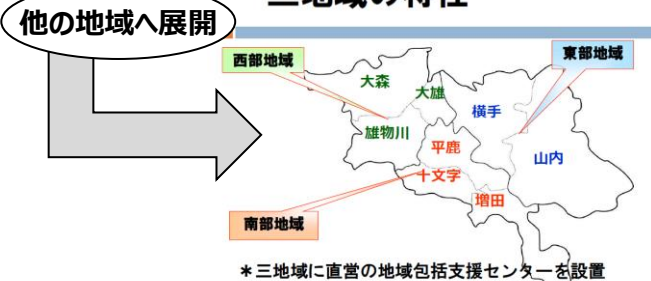 三地域の特性
他の地域へ展開
西部地域
東部地域
大森
大雄
横手
雄物川
平鹿
山内
十文字
増田
南部地域
＊三地域に直営の地域包括支援センターを設置